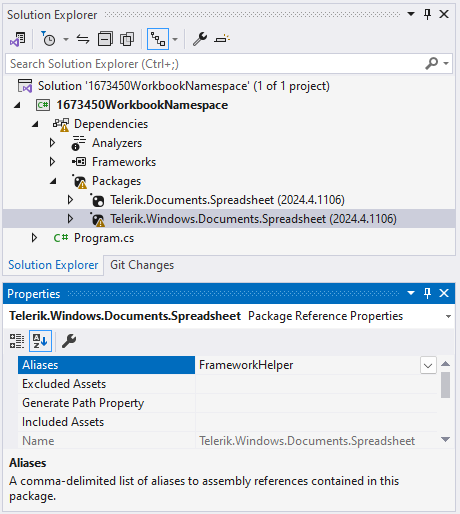 Solution Explorer
Search Solution Explorer (Ctrl+;)
Solution '1673450WorkbookNamespace' (1 of 1 project)
C# 1673450WorkbookNamespace
Dependencies
Analyzers
Frameworks
Packages
Telerik.Documents.Spreadsheet (2024.4.1106)
Telerik.Windows.Documents.Spreadsheet (2024.4.1106)
C# Program.cs
Solution Explorer Git Changes
Properties
Telerik.Windows.Documents.Spreadsheet Package Reference Properties
Aliases FrameworkHelper
Excluded Assets
Generate Path Property
Included Assets
Name Telerik.Windows.Documents.Spreadsheet
Aliases
A comma-delimited list of aliases to assembly references contained in this
package.